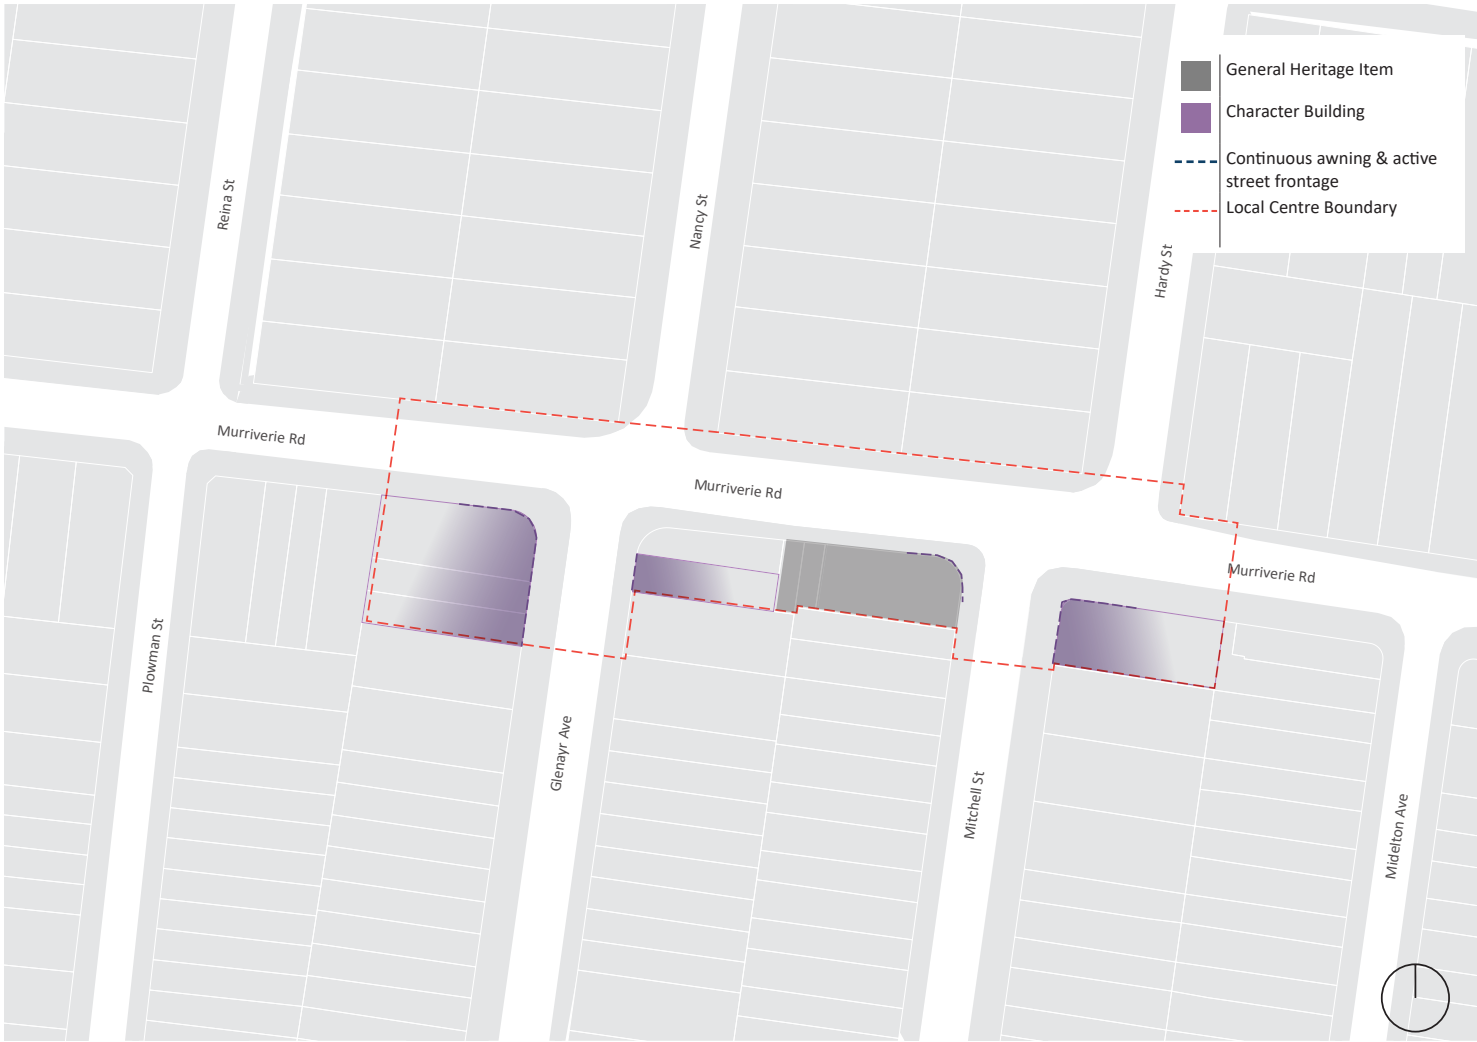 General Heritage Item
Character Building
Continuous awning & active
street frontage
Local Centre Boundary
Reina St
Nancy St
Hardy St
Murriverie Rd
Murriverie Rd
Murriverie Rd
Plowman St
Glenayr Ave
Mitchell St
Midelton Ave